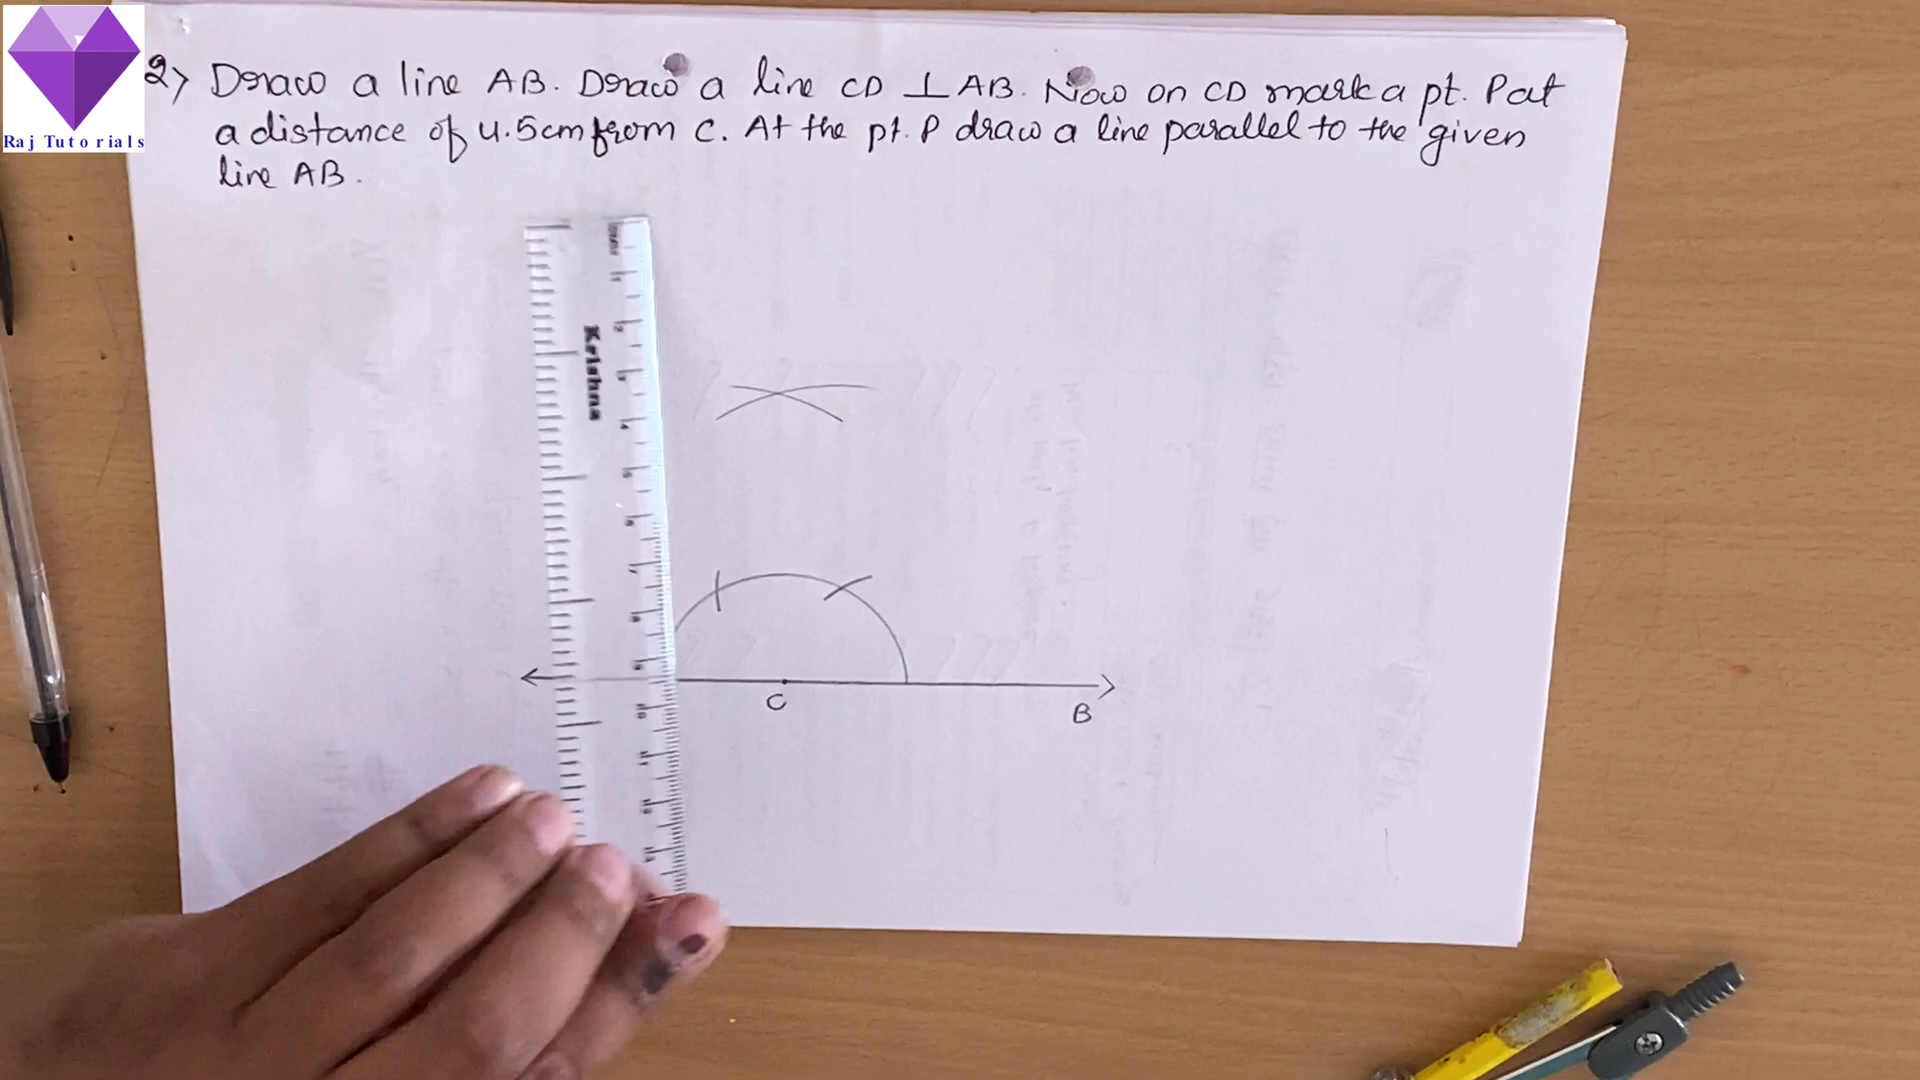 2> Draw a line AB. Draw a line CD ⊥ AB. Now on CD mark a pt. P at
a distance of 4.5cm from C. At the pt. P draw a line parallel to the given
line AB.
Raj Tutorials
Krishna
C
B